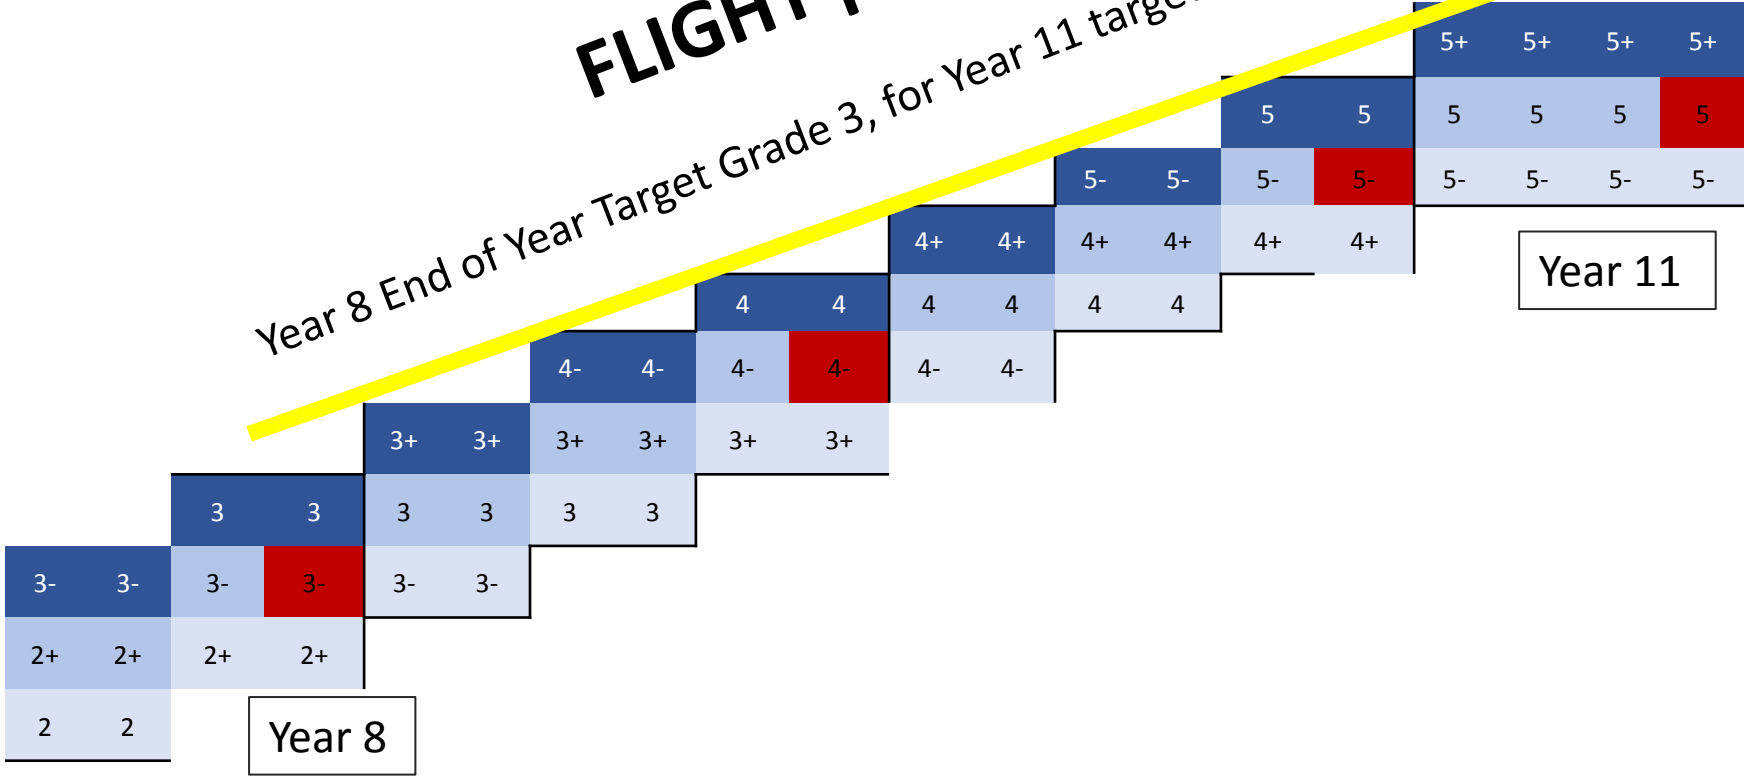 FLIGHT
Year 8 End of Year Target Grade 3, for Year 11 target
5+ 5+ 5+ 5+
5 5 5 5 5 5
5- 5- 5- 5- 5- 5- 5- 5-
4+ 4+ 4+ 4+ 4+ 4+
Year 11
4 4 4 4 4 4
4- 4- 4- 4- 4- 4-
3+ 3+ 3+ 3+ 3+ 3+
3 3 3 3 3 3
3- 3- 3- 3- 3- 3-
2+ 2+ 2+ 2+
2 2
Year 8